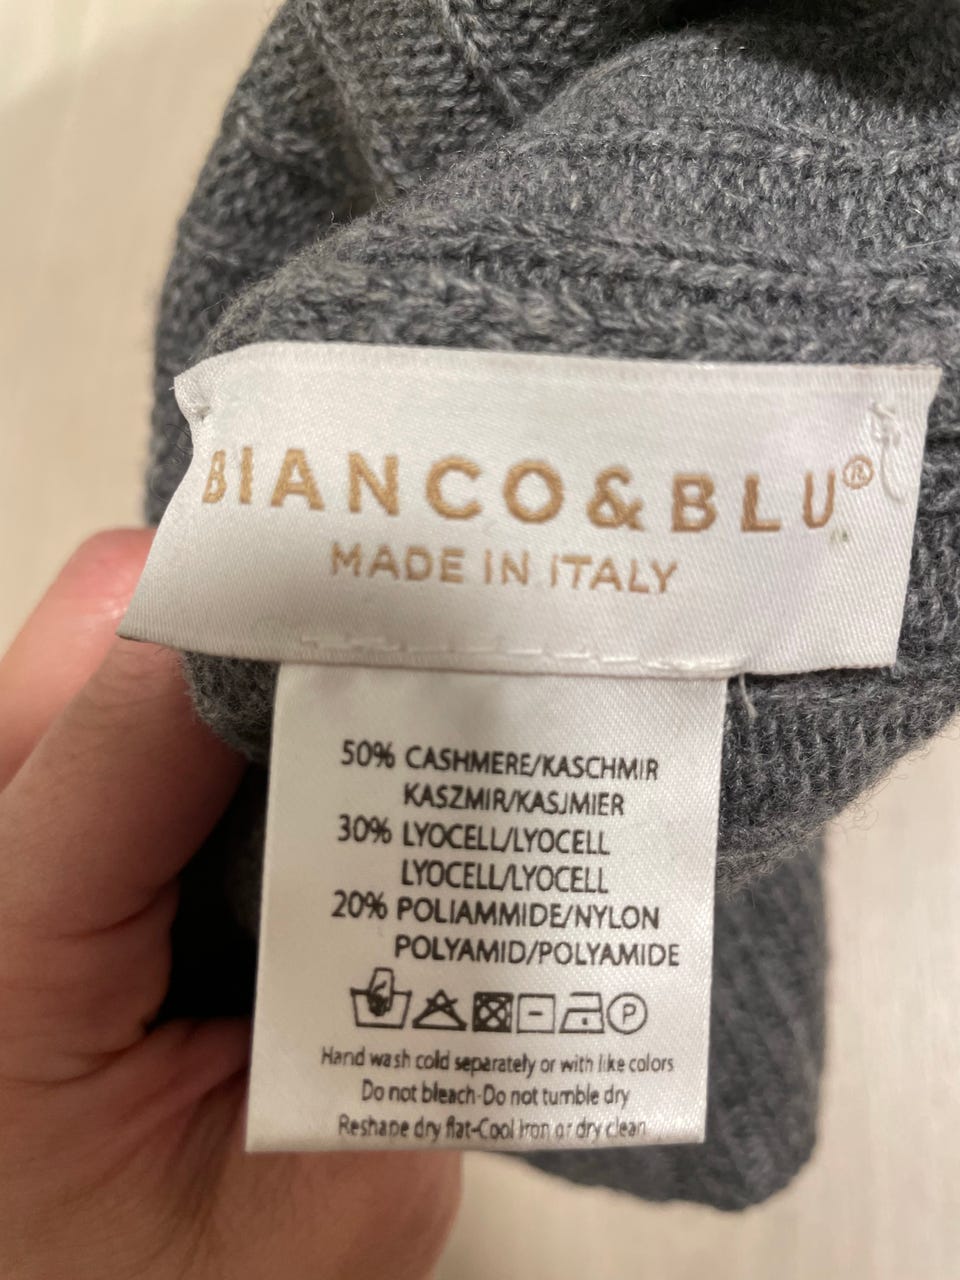 BIANCO&BLU®
MADE IN ITALY
50% CASHMERE/KASCHMIR
KASZMIR/KASJMIER
30% LYOCELL/LYOCELL
LYOCELL/LYOCELL
20% POLIAMMIDE/NYLON
POLYAMID/POLYAMIDE
P
Hand wash cold separately or with like colors
Do not bleach-Do not tumble dry
Reshape dry flat-Cool Iron or dry clean